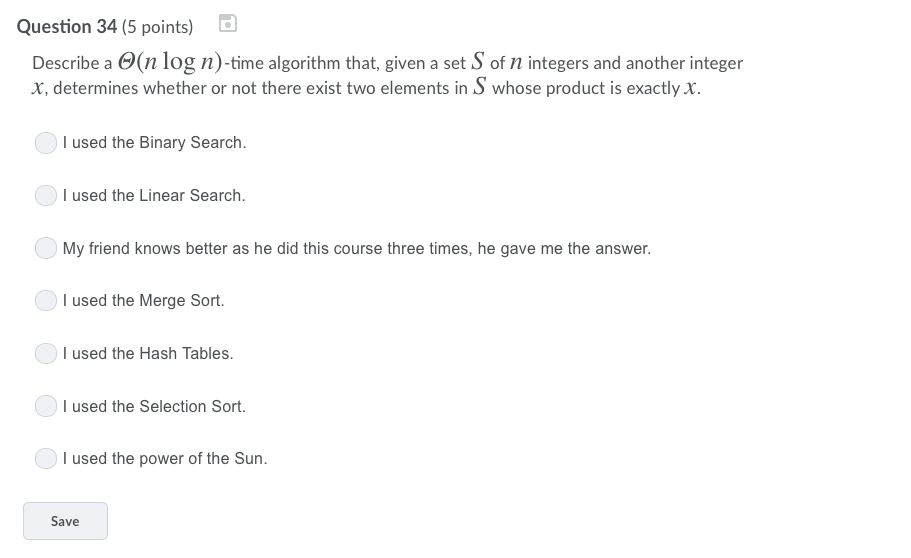 Question 34 (5 points)
Describe a Θ(n log n)-time algorithm that, given a set S of n integers and another integer
x, determines whether or not there exist two elements in S whose product is exactly x.
I used the Binary Search.
I used the Linear Search.
My friend knows better as he did this course three times, he gave me the answer.
I used the Merge Sort.
I used the Hash Tables.
I used the Selection Sort.
I used the power of the Sun.
Save